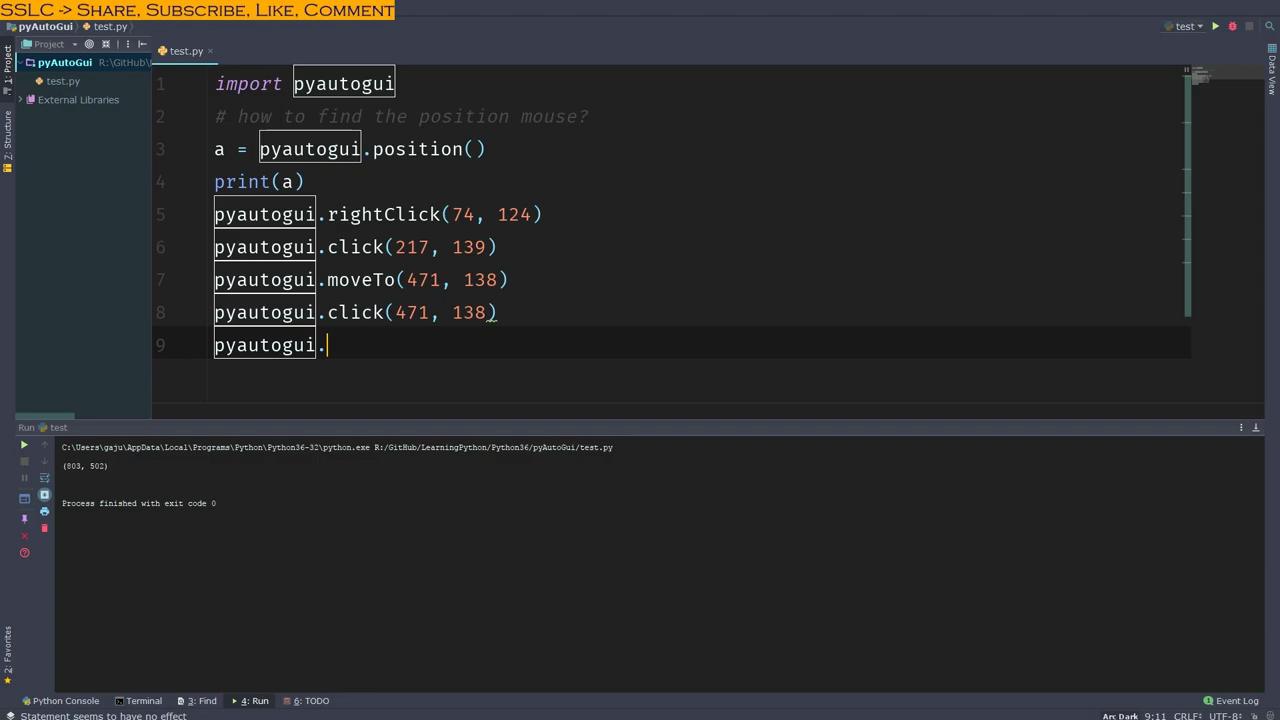 SSLC -> Share, Subscribe, Like, Comment
pyAutoGui
test.py
test
Project
test.py
1: Project
Data View
pyAutoGui R:\GitHub\
test.py
External Libraries
Z: Structure
1 import pyautogui
2 # how to find the position mouse?
3 a = pyautogui.position()
4 print(a)
5 pyautogui.rightClick(74, 124)
6 pyautogui.click(217, 139)
7 pyautogui.moveTo(471, 138)
8 pyautogui.click(471, 138)
9 pyautogui.
Run test
C:\Users\gaju\AppData\Local\Programs\Python\Python36-32\python.exe R:/GitHub/LearningPython/Python36/pyAutoGui/test.py
(803, 502)
Process finished with exit code 0
2: Favorites
Python Console
Terminal
3: Find
4: Run
6: TODO
Event Log
Statement seems to have no effect
Arc Dark 9:11 CRLF: UTF-8: